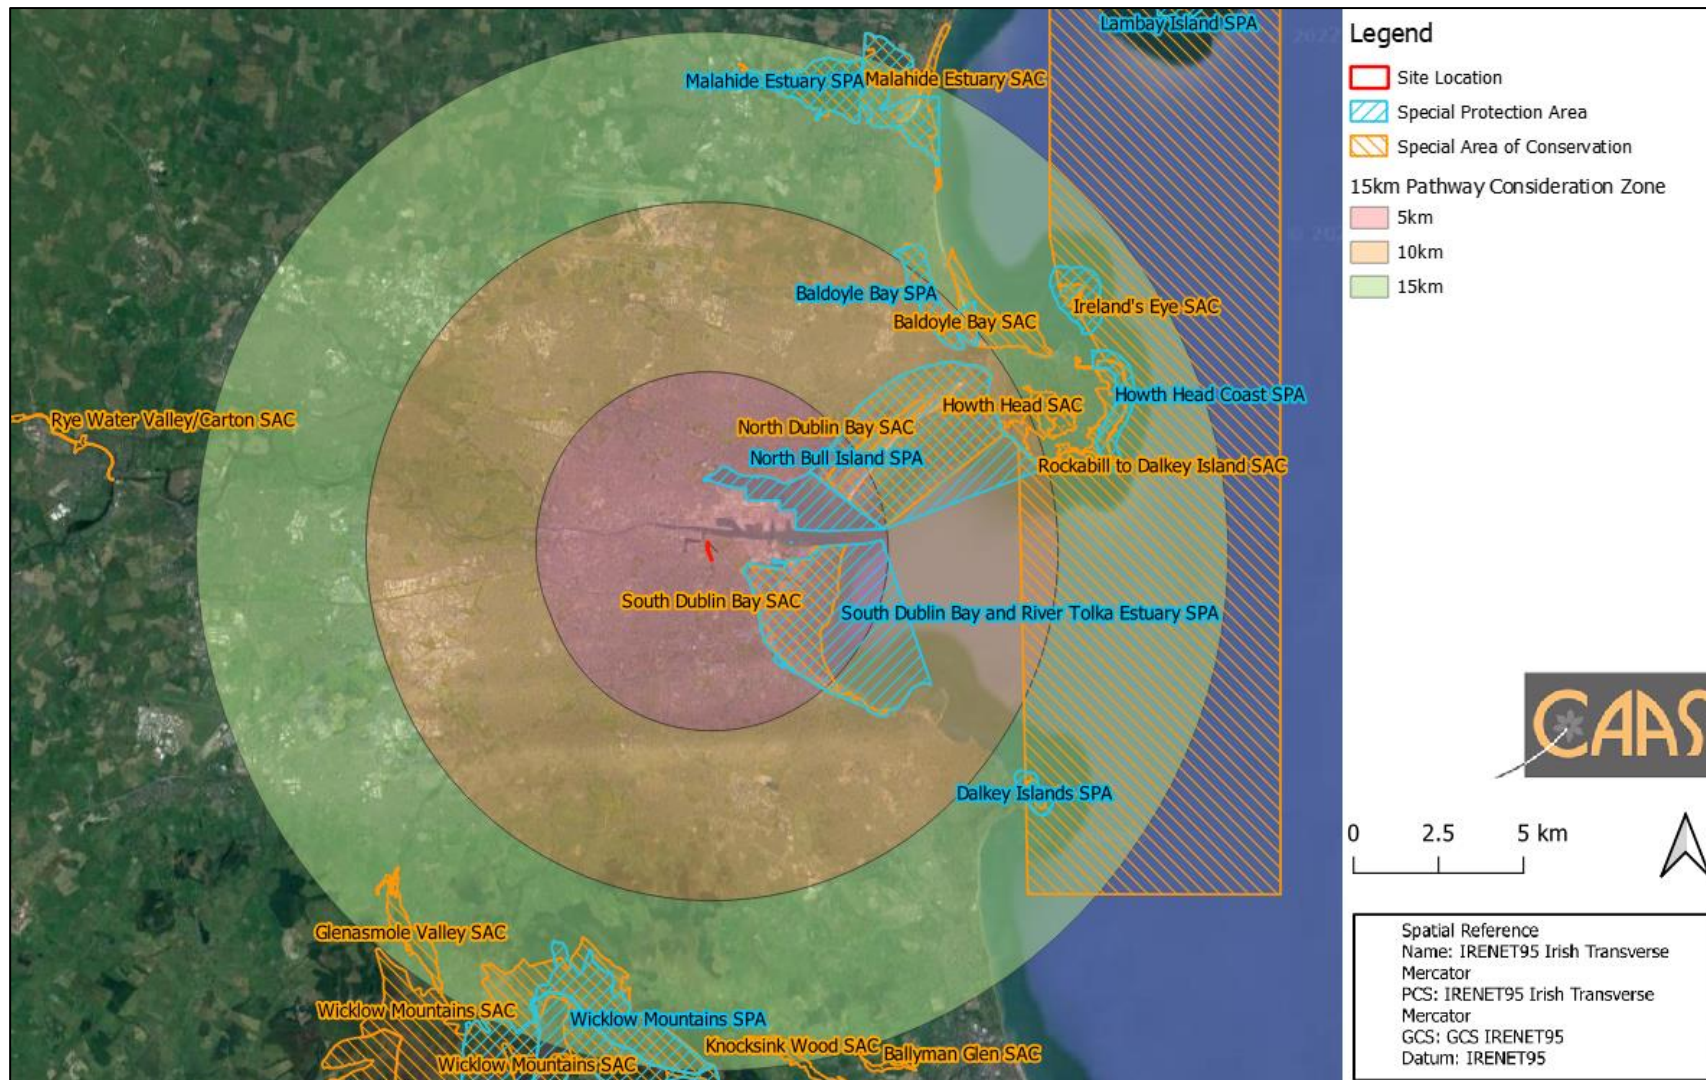 Lambay Island SPA
Malahide Estuary SPA
Malahide Estuary SAC
Baldoyle Bay SPA
Baldoyle Bay SAC
Ireland's Eye SAC
Howth Head Coast SPA
Howth Head SAC
Rye Water Valley/Carton SAC
North Dublin Bay SAC
North Bull Island SPA
Rockabill to Dalkey Island SAC
South Dublin Bay SAC
South Dublin Bay and River Tolka Estuary SPA
Dalkey Islands SPA
Glenasmole Valley SAC
Wicklow Mountains SAC
Wicklow Mountains SPA
Wicklow Mountains SAC
Knocksink Wood SAC
Ballyman Glen SAC
Legend
Site Location
Special Protection Area
Special Area of Conservation
15km Pathway Consideration Zone
5km
10km
15km
CAAS
0 2.5 5 km
Spatial Reference
Name: IRENET95 Irish Transverse
Mercator
PCS: IRENET95 Irish Transverse
Mercator
GCS: GCS IRENET95
Datum: IRENET95